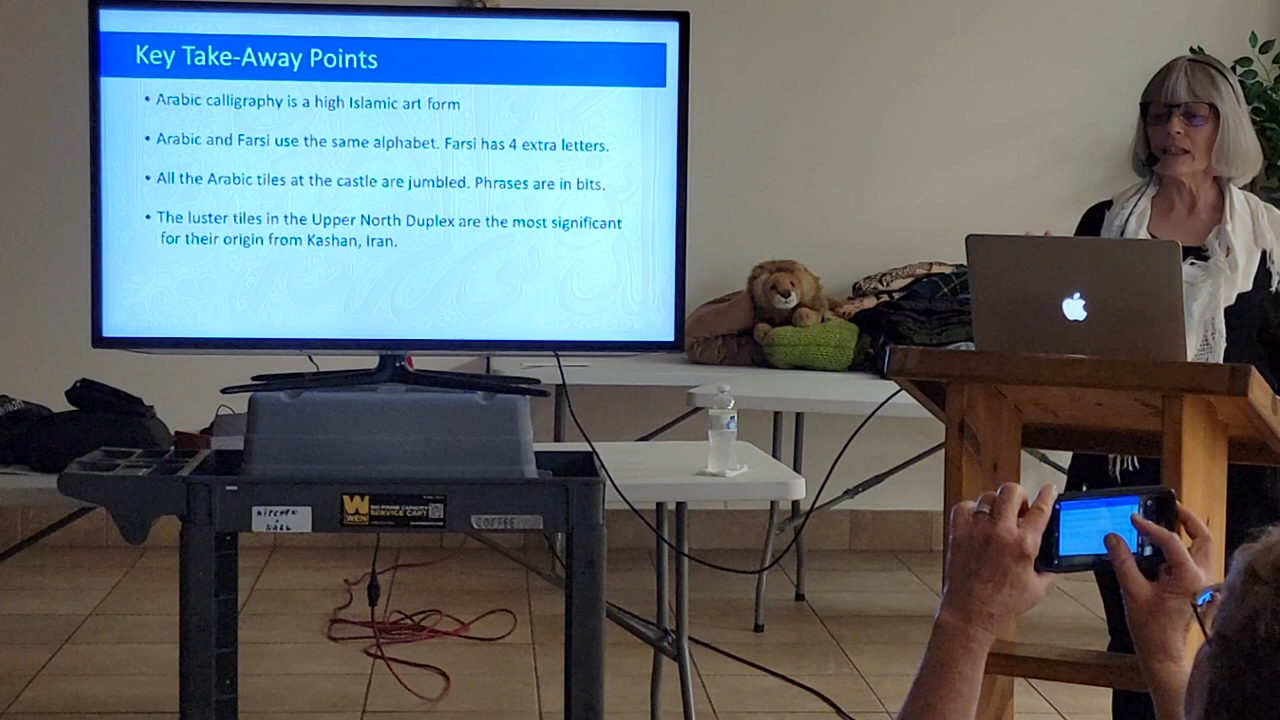 Key Take-Away Points
• Arabic calligraphy is a high Islamic art form
• Arabic and Farsi use the same alphabet. Farsi has 4 extra letters.
• All the Arabic tiles at the castle are jumbled. Phrases are in bits.
• The luster tiles in the Upper North Duplex are the most significant
for their origin from Kashan, Iran.
W
WEN
SERVICE CART
KITCHEN
COFFEE